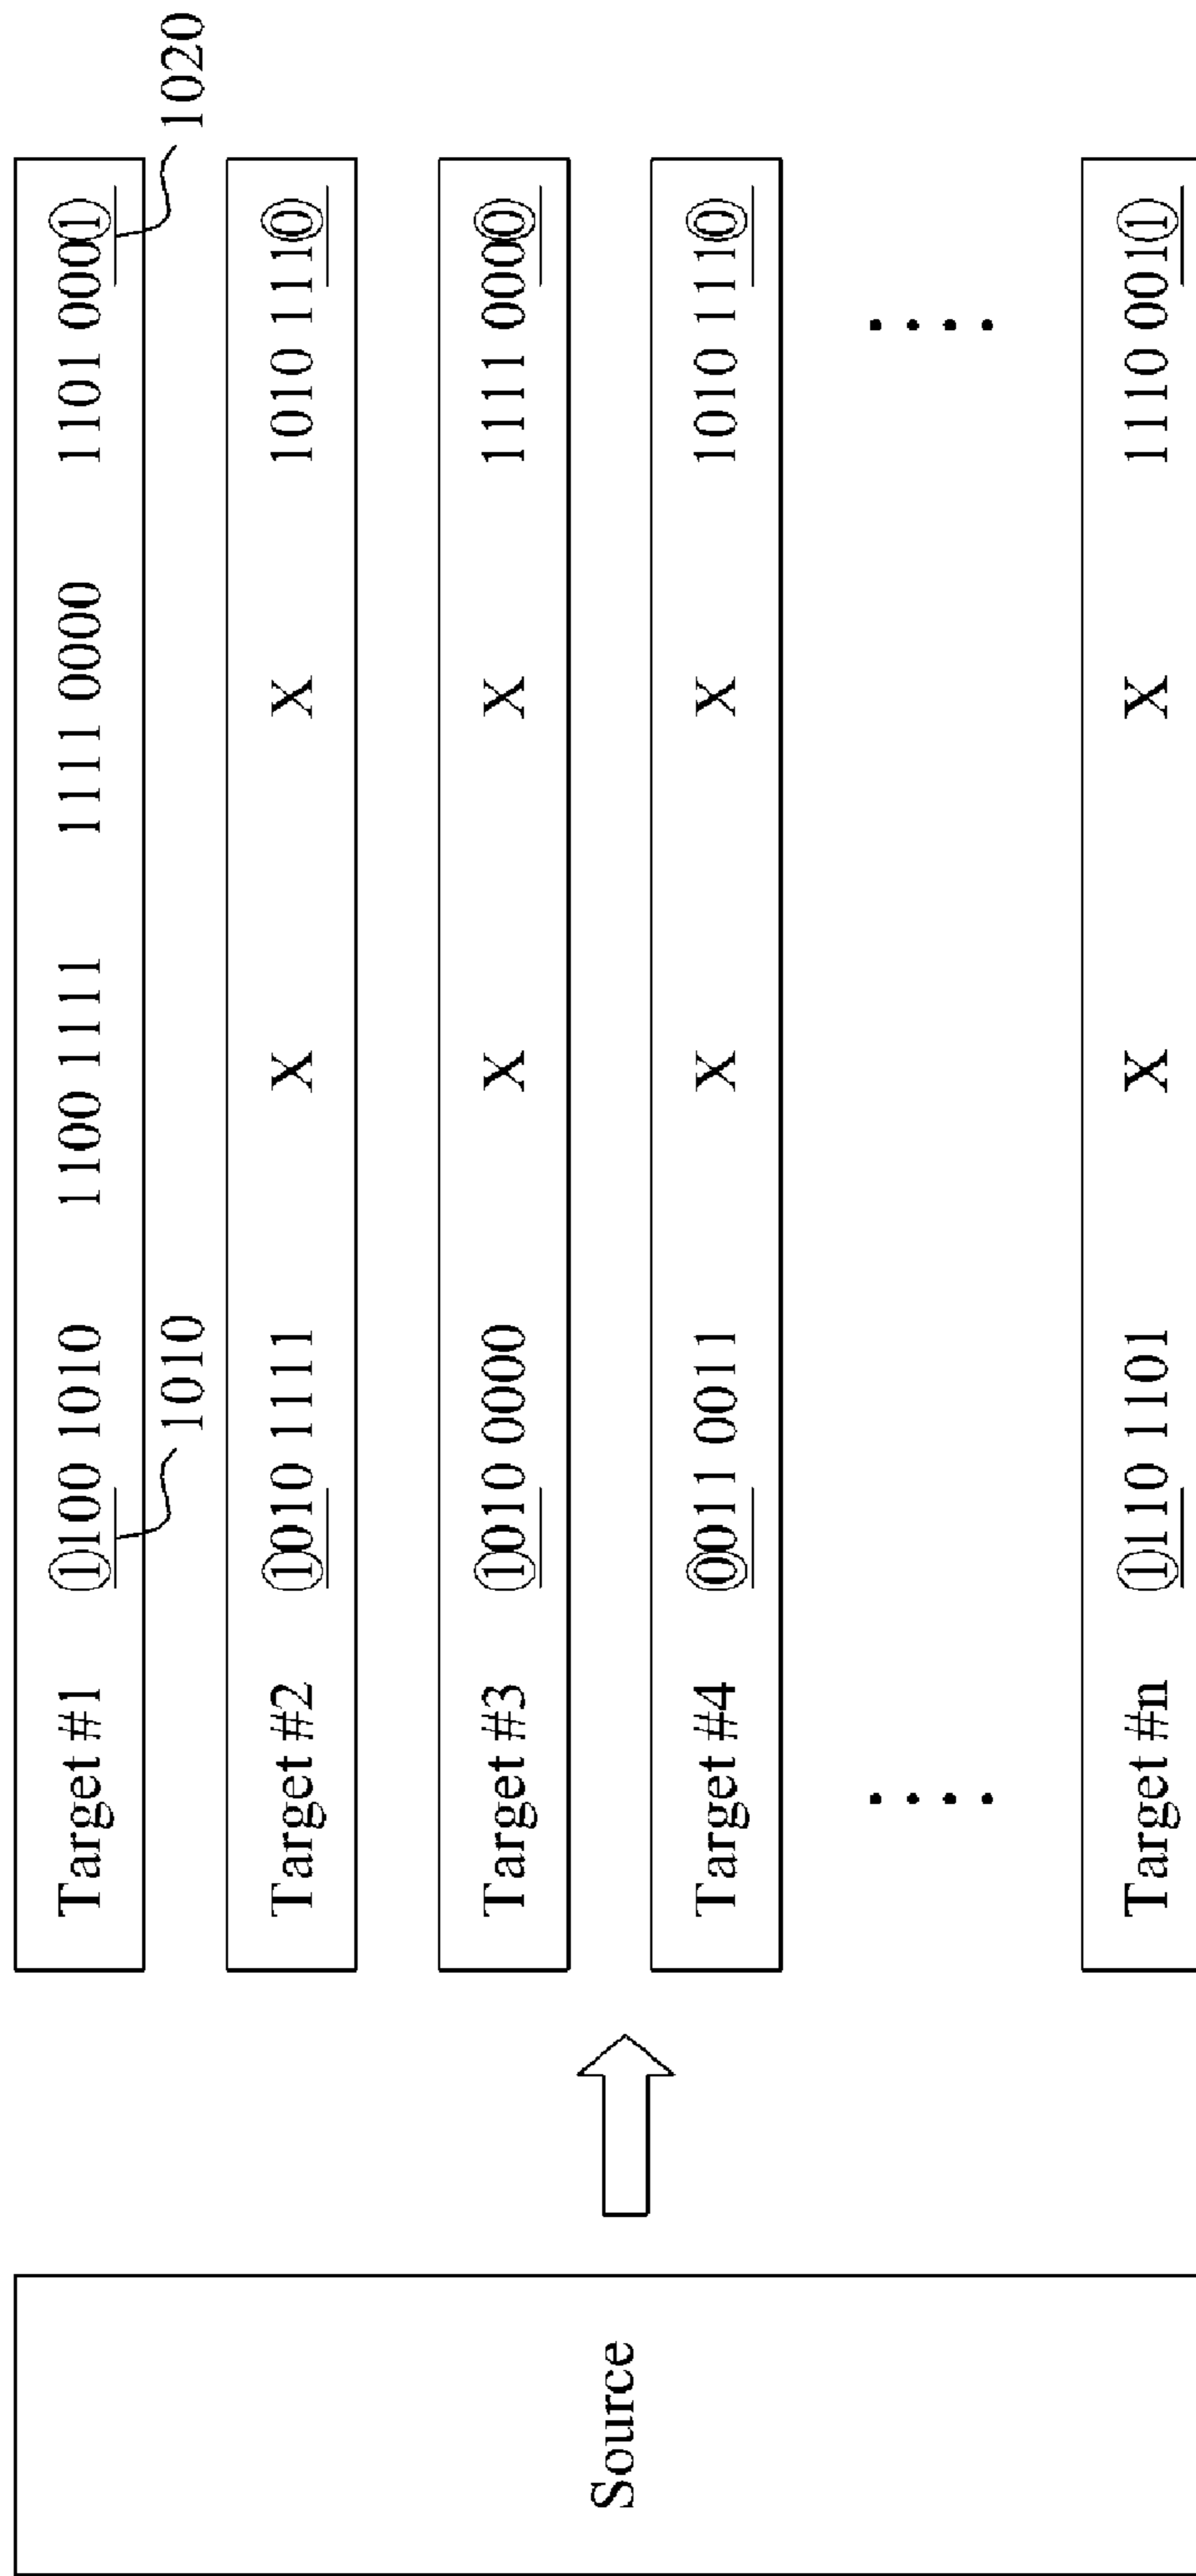 Source
Target #1 1100 1010 1100 1111 1111 0000 1101 0001
1010 1020
Target #2 1010 1111 X X 1010 1110
Target #3 1010 0000 X X 1111 0000
Target #4 0011 0011 X X 1010 1110
Target #n 1110 1101 X X 1110 0011